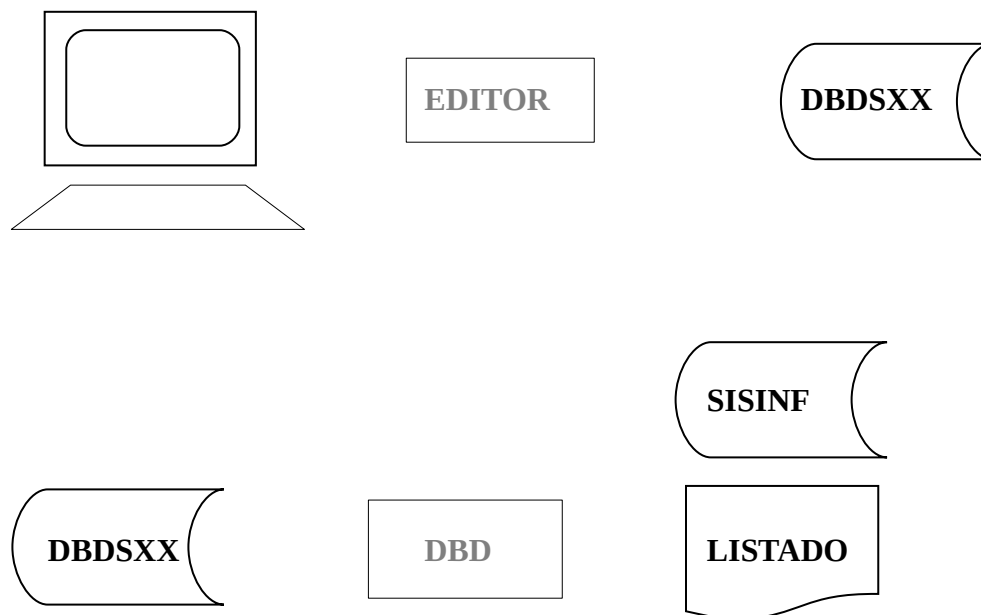 EDITOR
DBDSXX
SISINF
DBDSXX
DBD
LISTADO